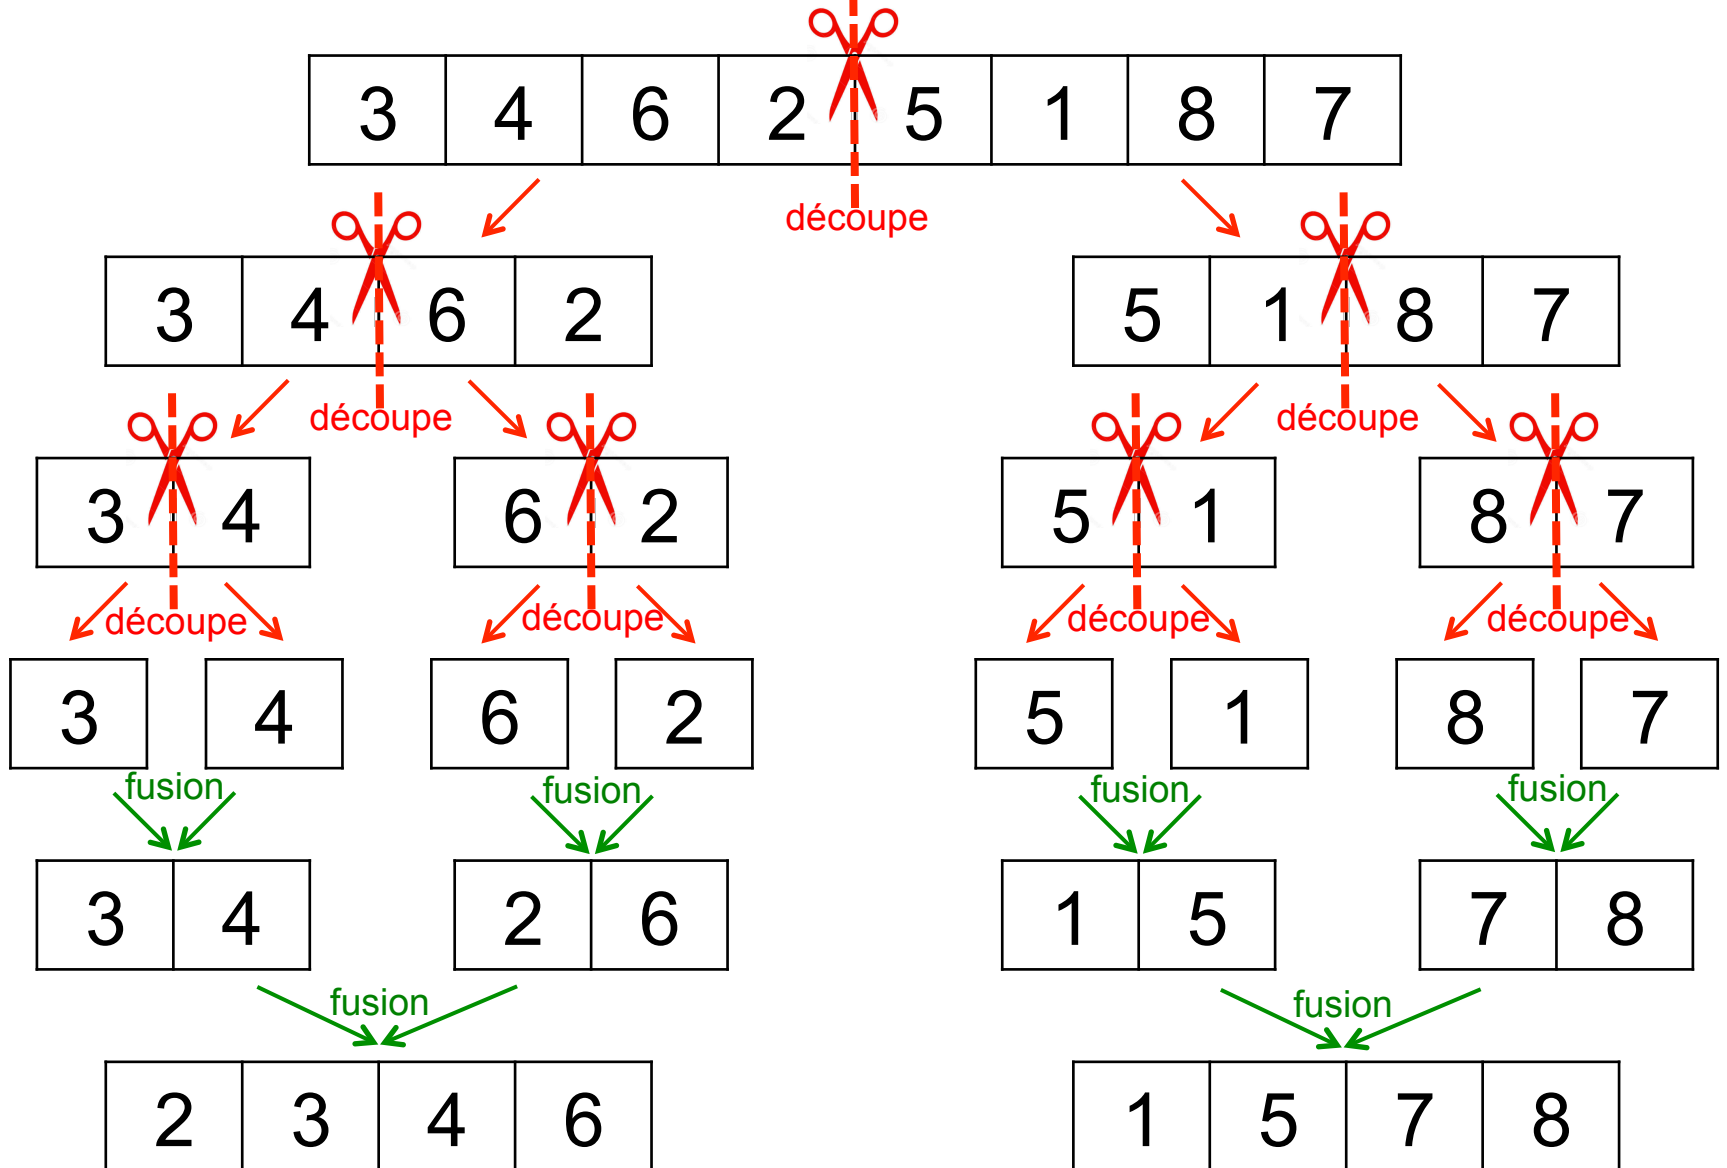 3 4 6 2 5 1 8 7
découpe
3 4 6 2 5 1 8 7
découpe découpe
3 4 6 2 5 1 8 7
découpe découpe découpe découpe
3 4 6 2 5 1 8 7
fusion fusion fusion fusion
3 4 2 6 1 5 7 8
fusion fusion
2 3 4 6 1 5 7 8